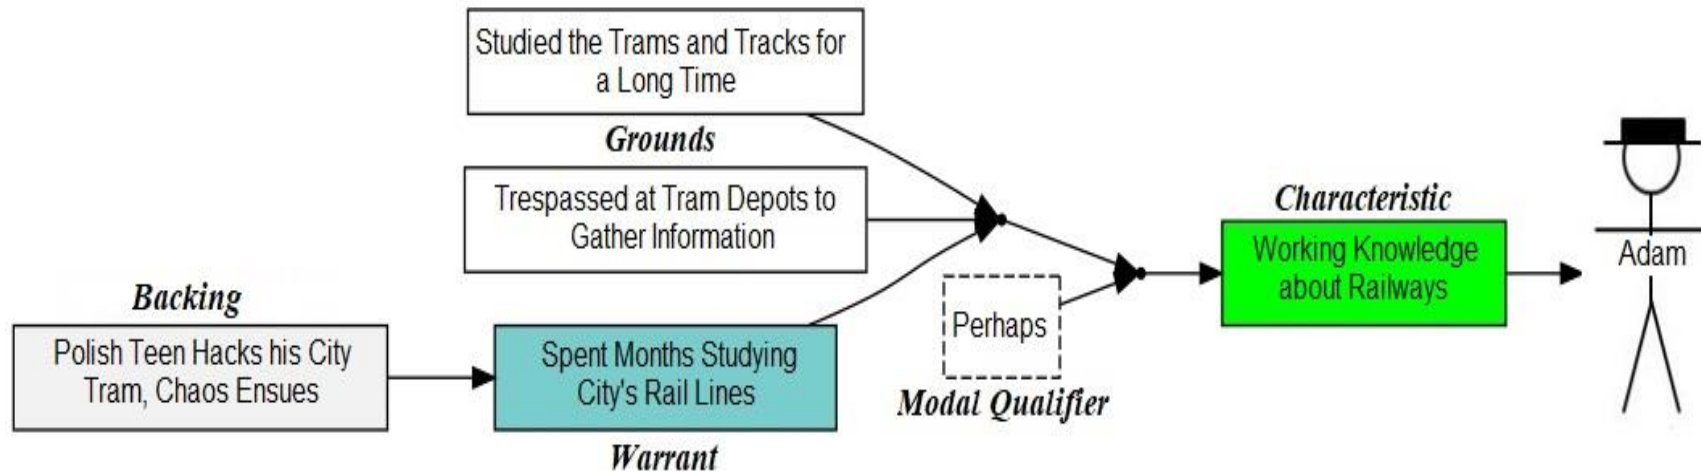 Studied the Trams and Tracks for
a Long Time
Grounds
Trespassed at Tram Depots to
Gather Information
Backing
Polish Teen Hacks his City
Tram, Chaos Ensues
Spent Months Studying
City's Rail Lines
Warrant
Perhaps
Modal Qualifier
Characteristic
Working Knowledge
about Railways
Adam